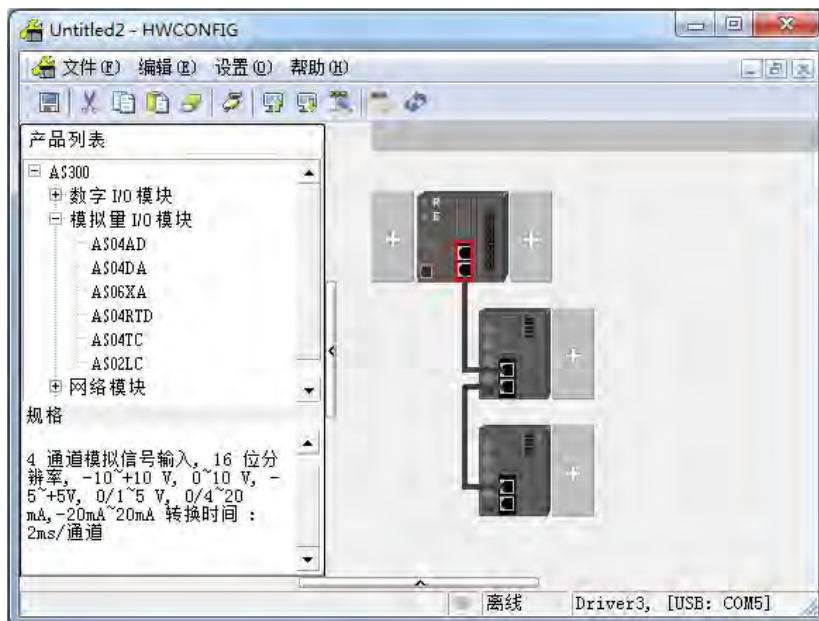 Untitled2 - HWCONFIG
文件(F) 编辑(E) 设置(O) 帮助(H)
产品列表
AS300
数字 I/O 模块
模拟量 I/O 模块
AS04AD
AS04DA
AS06XA
AS04RTD
AS04TC
AS02LC
网络模块
规格
4 通道模拟信号输入, 16 位分
辨率, -10~+10 V, 0~10 V, -
5~+5V, 0/1~5 V, 0/4~20
mA,-20mA~20mA 转换时间 :
2ms/通道
R
E
离线 Driver3, [USB: COM5]